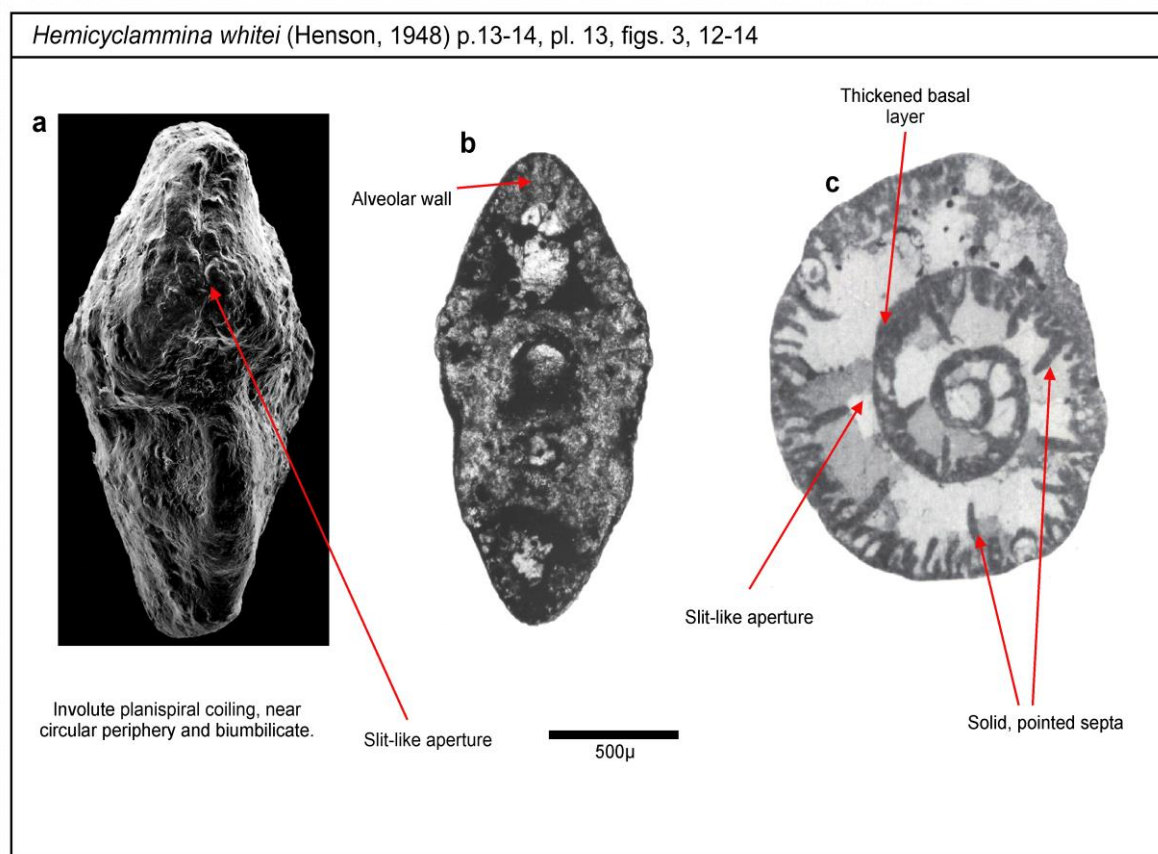 Hemicyclammina whitei (Henson, 1948) p.13-14, pl. 13, figs. 3, 12-14
a
b
c
Thickened basal
layer
Alveolar wall
Slit-like aperture
Solid, pointed septa
Involute planispiral coiling, near
circular periphery and biumbilicate.
Slit-like aperture
500µ